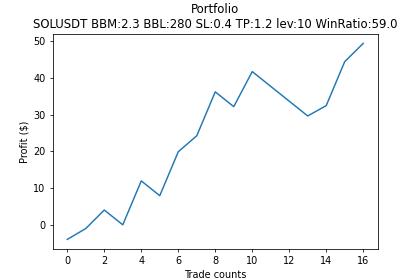 Portfolio
SOLUSDT BBM:2.3 BBL:280 SL:0.4 TP:1.2 lev:10 WinRatio:59.0
50
40
30
20
10
0
Profit ($)
0 2 4 6 8 10 12 14 16
Trade counts